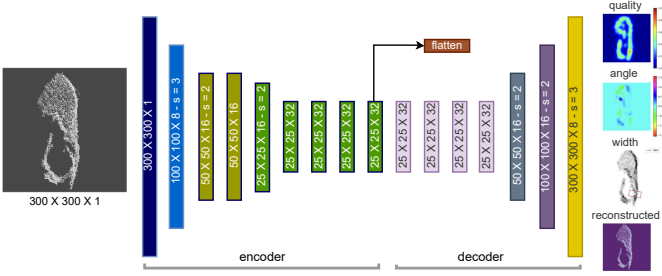 300 X 300 X 1
300 X 300 X 1
100 X 100 X 8 - s = 3
50 X 50 X 16 - s = 2
50 X 50 X 16
25 X 25 X 16 - s = 2
25 X 25 X 32
25 X 25 X 32
25 X 25 X 32
25 X 25 X 32
flatten
25 X 25 X 32
25 X 25 X 32
25 X 25 X 32
25 X 25 X 32
50 X 50 X 16 - s = 2
100 X 100 X 16 - s = 2
300 X 300 X 8 - s = 3
encoder
decoder
quality
angle
width
reconstructed